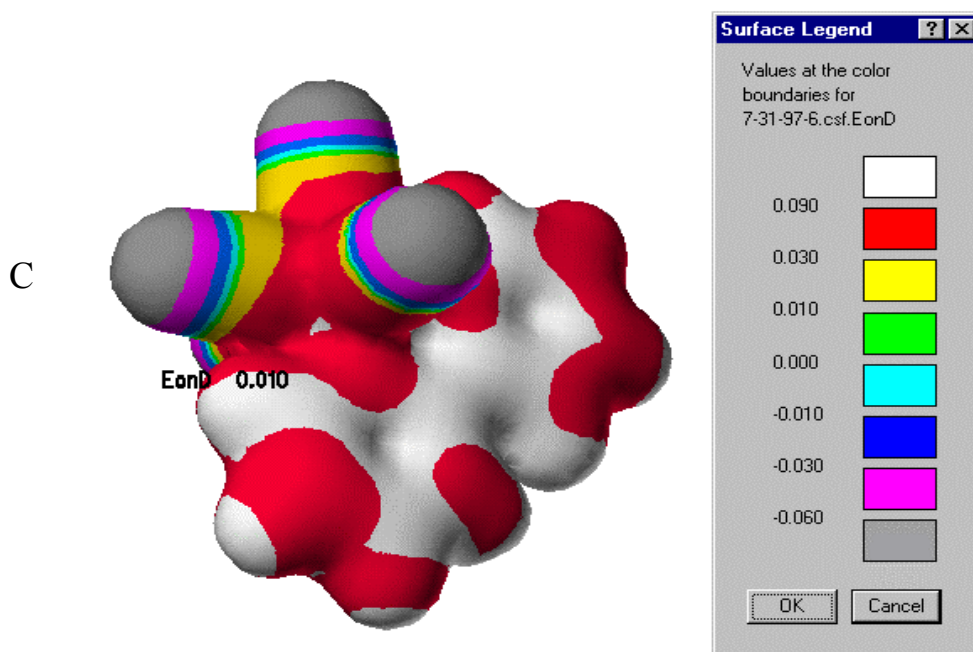 C
EonD 0.010
Surface Legend
Values at the color
boundaries for
7-31-97-6.csf.EonD
0.090
0.030
0.010
0.000
-0.010
-0.030
-0.060
OK
Cancel